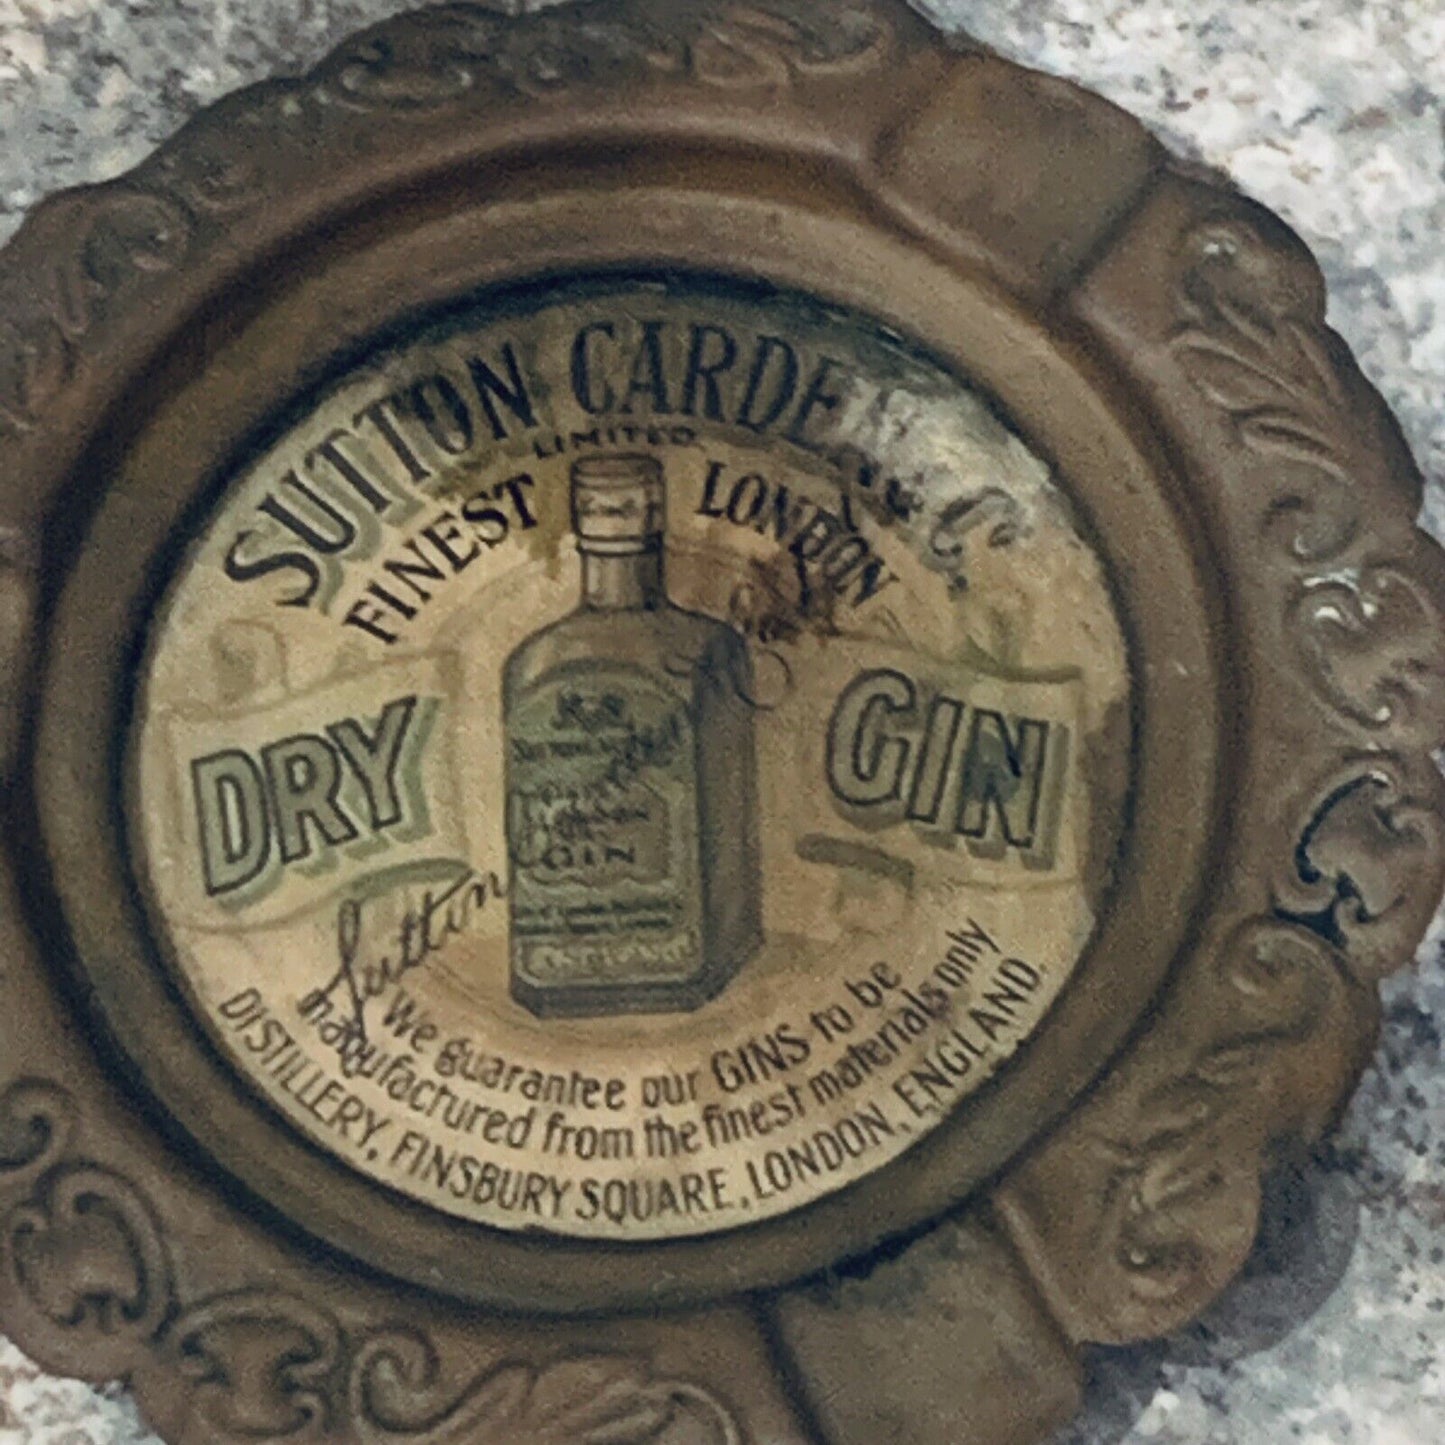 SUTTON CARDEN & Co
LIMITED
FINEST LONDON
DRY GIN
GIN
Sutton
We guarantee our GINS to be
manufactured from the finest materials only
DISTILLERY, FINSBURY SQUARE, LONDON, ENGLAND.